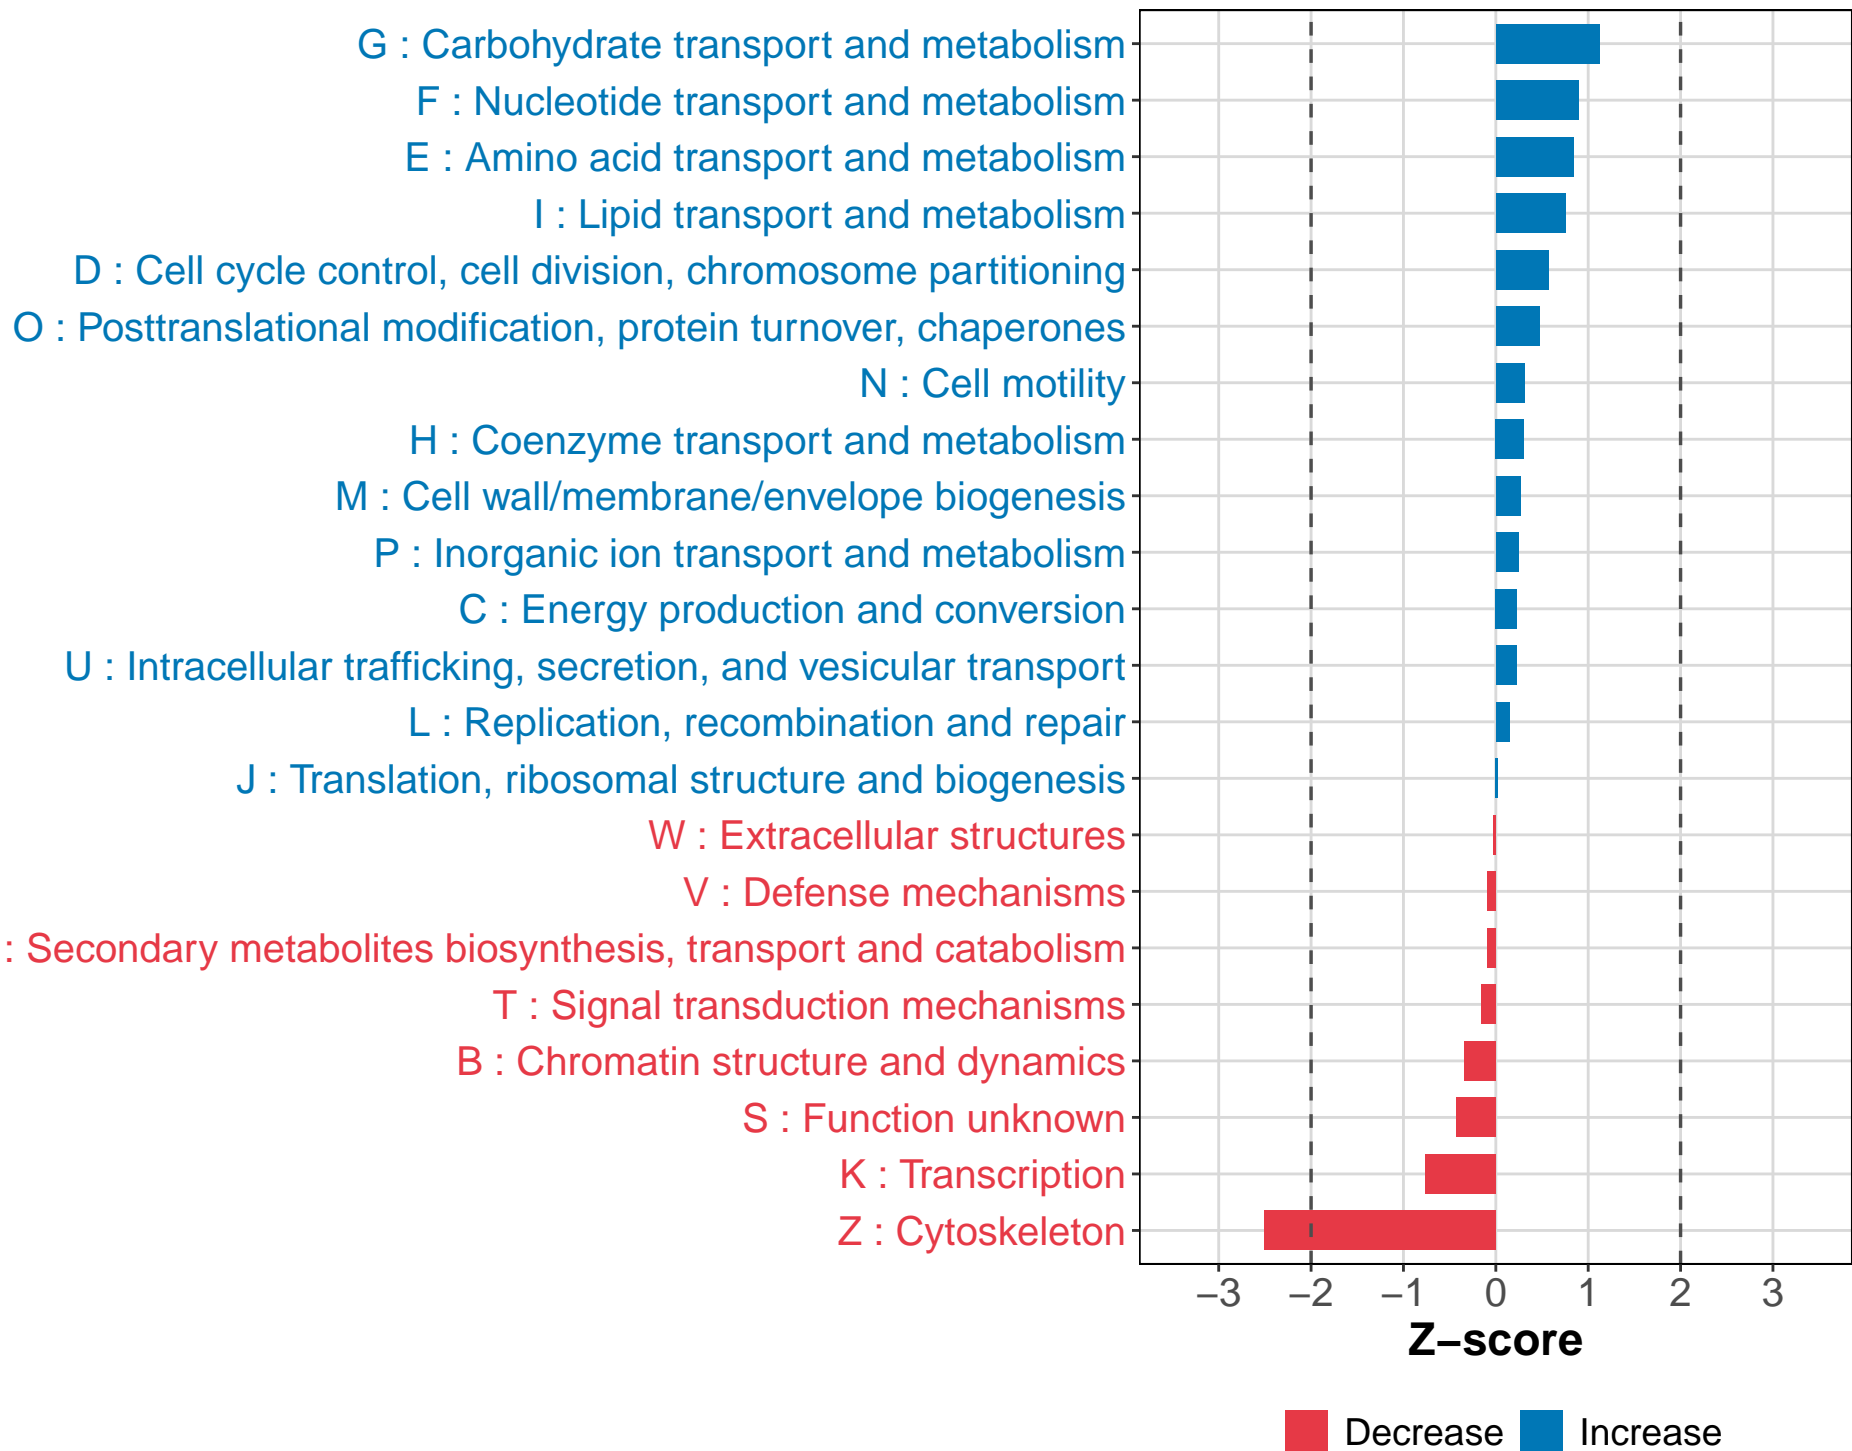 G : Carbohydrate transport and metabolism
F : Nucleotide transport and metabolism
E : Amino acid transport and metabolism
I : Lipid transport and metabolism
D : Cell cycle control, cell division, chromosome partitioning
O : Posttranslational modification, protein turnover, chaperones
N : Cell motility
H : Coenzyme transport and metabolism
M : Cell wall/membrane/envelope biogenesis
P : Inorganic ion transport and metabolism
C : Energy production and conversion
U : Intracellular trafficking, secretion, and vesicular transport
L : Replication, recombination and repair
J : Translation, ribosomal structure and biogenesis
W : Extracellular structures
V : Defense mechanisms
: Secondary metabolites biosynthesis, transport and catabolism
T : Signal transduction mechanisms
B : Chromatin structure and dynamics
S : Function unknown
K : Transcription
Z : Cytoskeleton
−3 −2 −1 0 1 2 3
Z−score
Decrease Increase